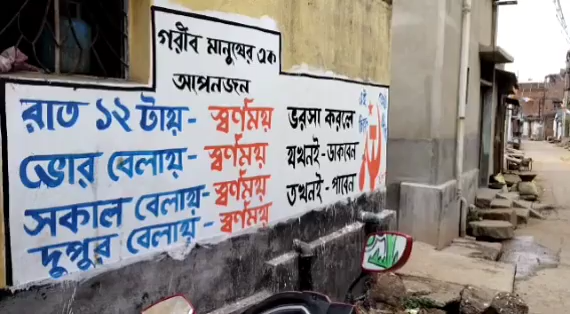 গরীব মানুষের এক
আপনজন
রাত ১২ টায় - স্বর্ণময়
ভোর বেলায় - স্বর্ণময়
সকাল বেলায় - স্বর্ণময়
দুপুর বেলায় - স্বর্ণময়
ভরসা করলে
যখনই - ডাকবেন
তখনই - পাবেন